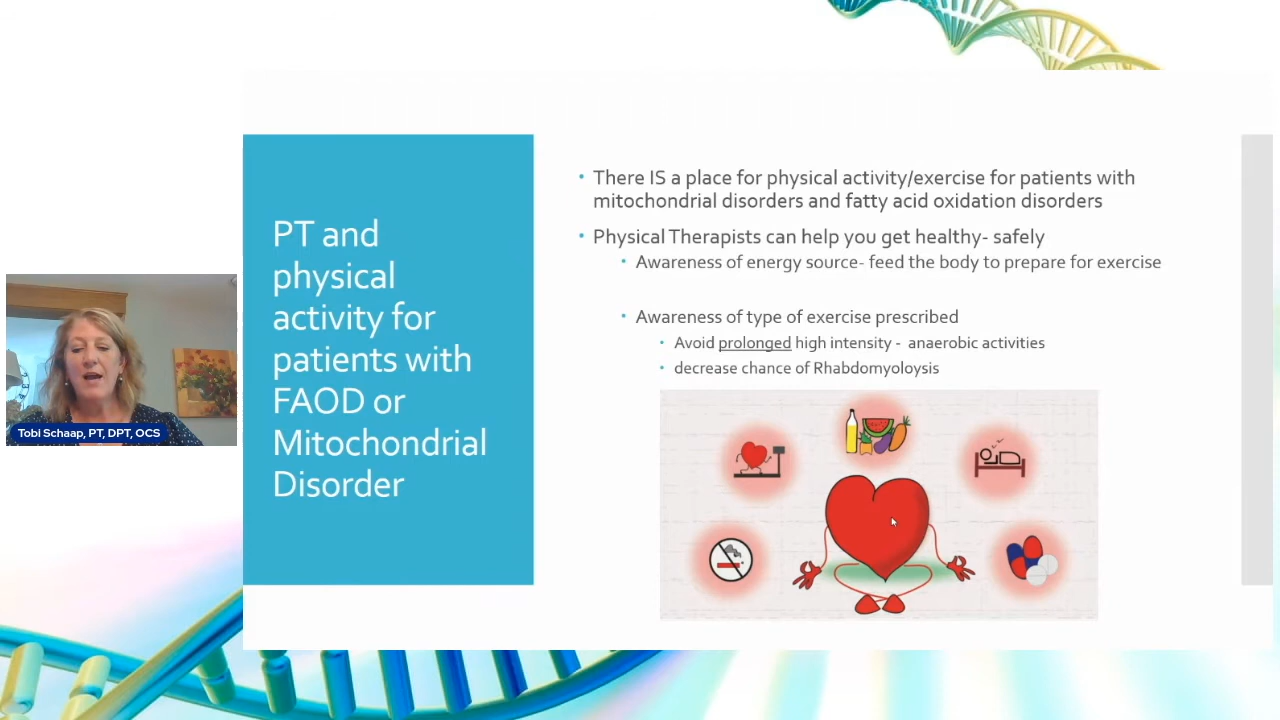 PT and
physical
activity for
patients with
FAOD or
Mitochondrial
Disorder
There IS a place for physical activity/exercise for patients with
mitochondrial disorders and fatty acid oxidation disorders
Physical Therapists can help you get healthy- safely
Awareness of energy source- feed the body to prepare for exercise
Awareness of type of exercise prescribed
Avoid prolonged high intensity - anaerobic activities
decrease chance of Rhabdomyoloysis
Tobi Schaap, PT, DPT, OCS